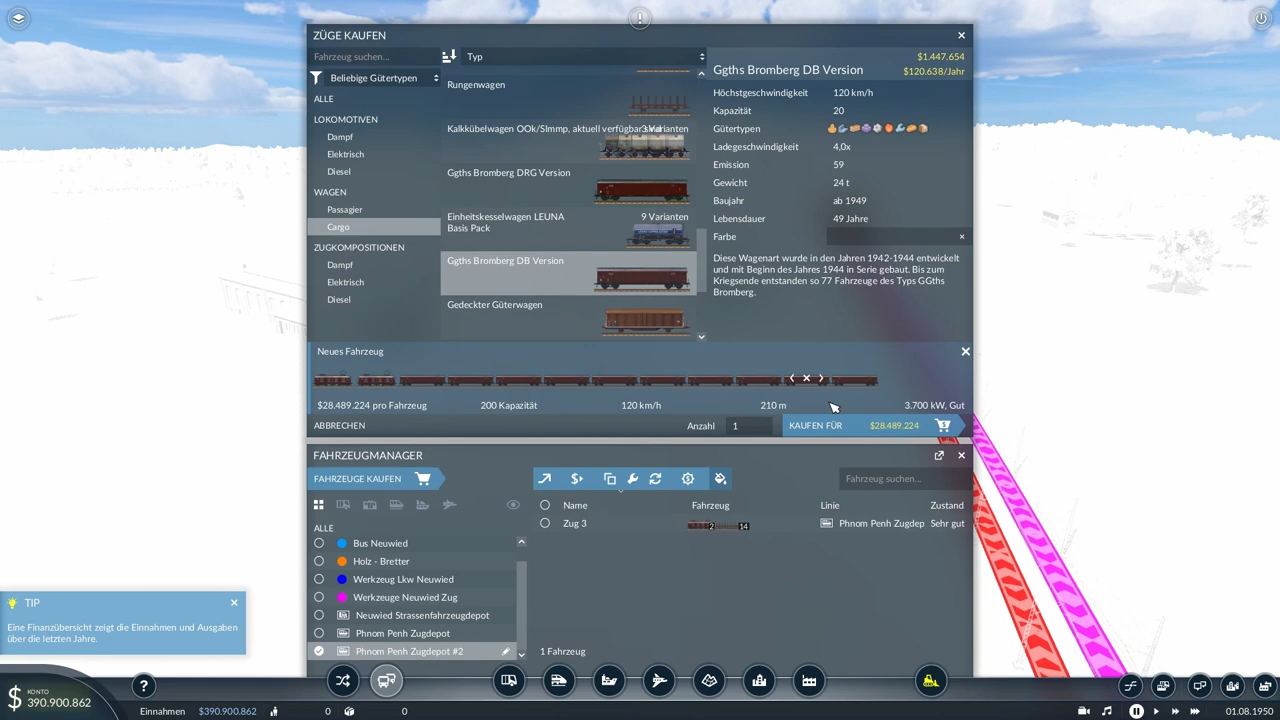 ZÜGE KAUFEN
Fahrzeug suchen...
Typ
$1.447.654
Ggths Bromberg DB Version
$120.638/Jahr
Beliebige Gütertypen
ALLE
LOKOMOTIVEN
Dampf
Elektrisch
Diesel
WAGEN
Passagier
Cargo
ZUGKOMPOSITIONEN
Dampf
Elektrisch
Diesel
Rungenwagen
Kalkkübelwagen OOk/Slmmp, aktuell verfügbar
3 Varianten
Ggths Bromberg DRG Version
Einheitskesselwagen LEUNA
Basis Pack
9 Varianten
Ggths Bromberg DB Version
Gedeckter Güterwagen
Höchstgeschwindigkeit 120 km/h
Kapazität 20
Gütertypen
Ladegeschwindigkeit 4,0x
Emission 59
Gewicht 24 t
Baujahr ab 1949
Lebensdauer 49 Jahre
Farbe
Diese Wagenart wurde in den Jahren 1942-1944 entwickelt
und mit Beginn des Jahres 1944 in Serie gebaut. Bis zum
Kriegsende entstanden so 77 Fahrzeuge des Typs GGths
Bromberg.
Neues Fahrzeug
$28.489.224 pro Fahrzeug 200 Kapazität 120 km/h 210 m 3.700 kW, Gut
ABBRECHEN Anzahl 1 KAUFEN FÜR $28.489.224
FAHRZEUGMANAGER
FAHRZEUGE KAUFEN
Fahrzeug suchen...
Name Fahrzeug Linie Zustand
Zug 3 2 14 Phnom Penh Zugdep Sehr gut
ALLE
Bus Neuwied
Holz - Bretter
Werkzeug Lkw Neuwied
Werkzeuge Neuwied Zug
Neuwied Strassenfahrzeugdepot
Phnom Penh Zugdepot
Phnom Penh Zugdepot #2
1 Fahrzeug
TIP
Eine Finanzübersicht zeigt die Einnahmen und Ausgaben
über die letzten Jahre.
$ KONTO
390.900.862
?
Einnahmen $390.900.862 0 0
01.08.1950